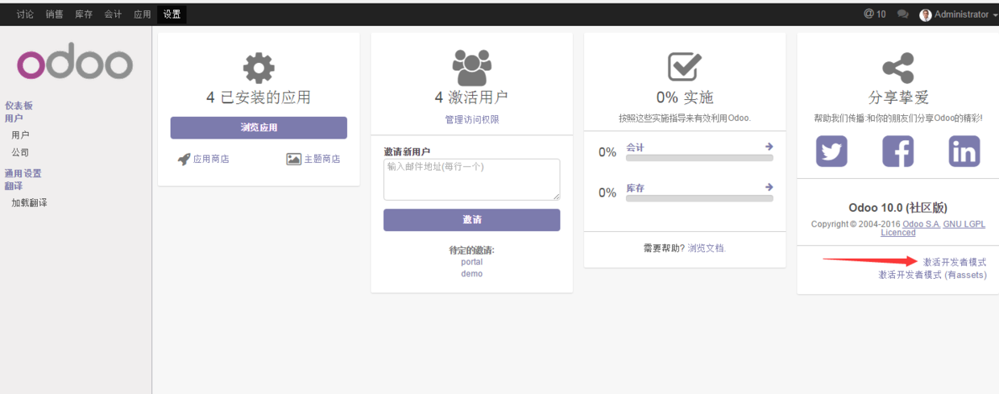 讨论 销售 库存 会计 应用 设置 @ 10 Administrator
odoo
仪表板
用户
用户
公司
通用设置
翻译
加载翻译
4 已安装的应用
浏览应用
应用商店 主题商店
4 激活用户
管理访问权限
邀请新用户
输入邮件地址(每行一个)
邀请
待定的邀请:
portal
demo
0% 实施
按照这些实施指导来有效利用Odoo.
0% 会计
0% 库存
需要帮助? 浏览文档.
分享挚爱
帮助我们传播:和你的朋友们分享Odoo的精彩!
Odoo 10.0 (社区版)
Copyright © 2004-2016 Odoo S.A. GNU LGPL
Licenced
激活开发者模式
激活开发者模式 (有assets)